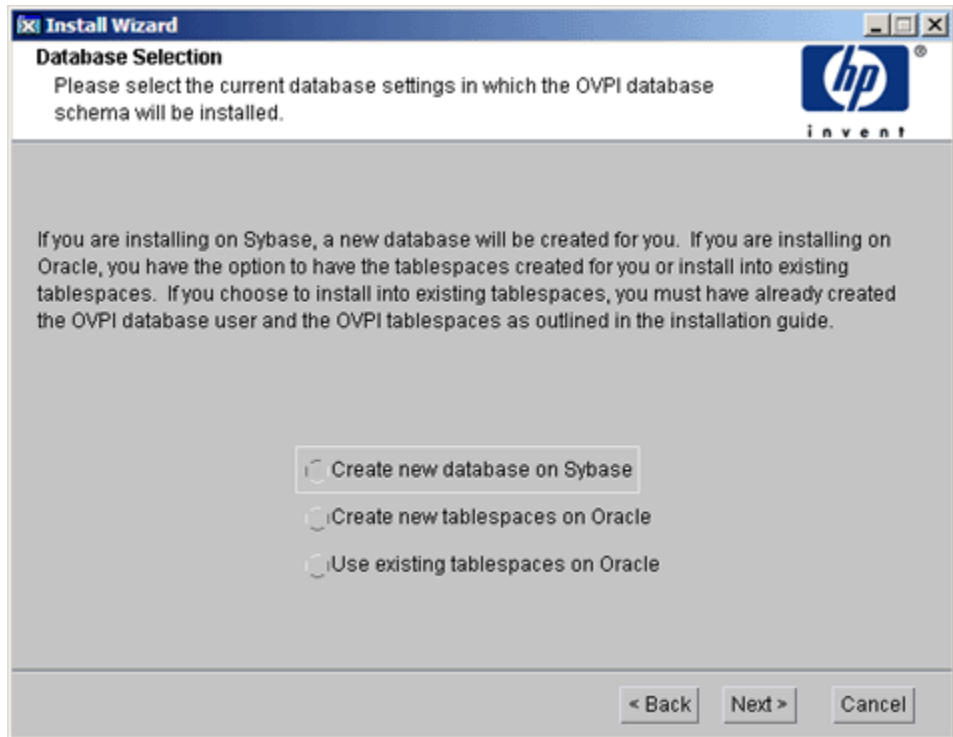 Install Wizard
Database Selection
Please select the current database settings in which the OVPI database
schema will be installed.
hp
®
invent
If you are installing on Sybase, a new database will be created for you. If you are installing on
Oracle, you have the option to have the tablespaces created for you or install into existing
tablespaces. If you choose to install into existing tablespaces, you must have already created
the OVPI database user and the OVPI tablespaces as outlined in the installation guide.
Create new database on Sybase
Create new tablespaces on Oracle
Use existing tablespaces on Oracle
< Back Next > Cancel